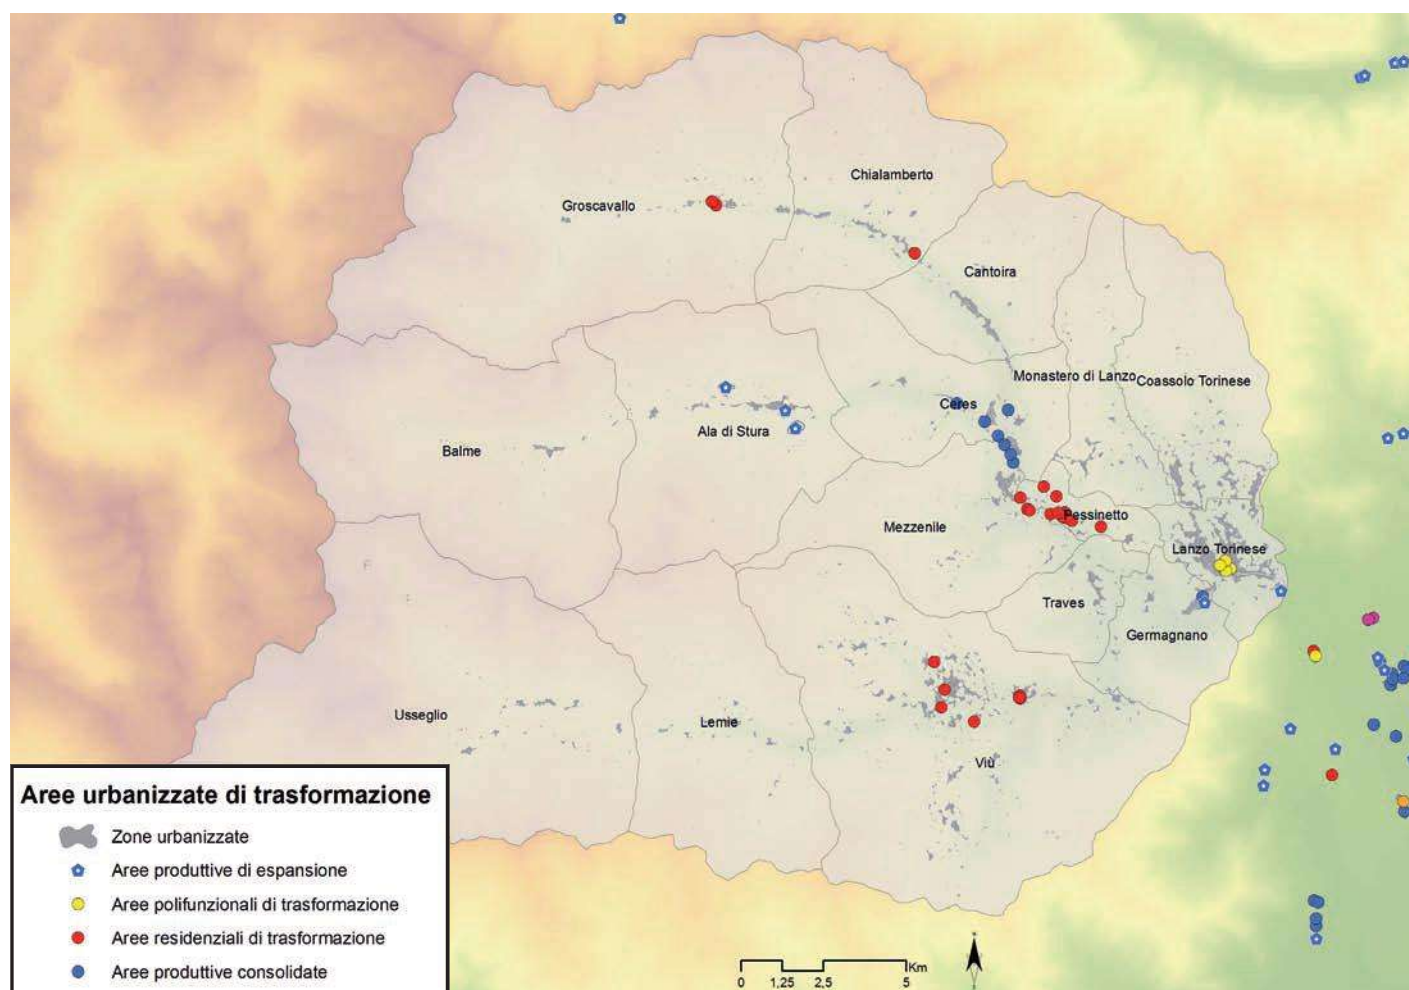 Chialamberto
Groscavallo
Cantoira
Monastero di Lanzo
Coassolo Torinese
Ceres
Ala di Stura
Balme
Pessinetto
Mezzenile
Lanzo Torinese
Traves
Germagnano
Usseglio
Lemie
Viù
Aree urbanizzate di trasformazione
Zone urbanizzate
Aree produttive di espansione
Aree polifunzionali di trasformazione
Aree residenziali di trasformazione
Aree produttive consolidate
Km
0 1,25 2,5 5